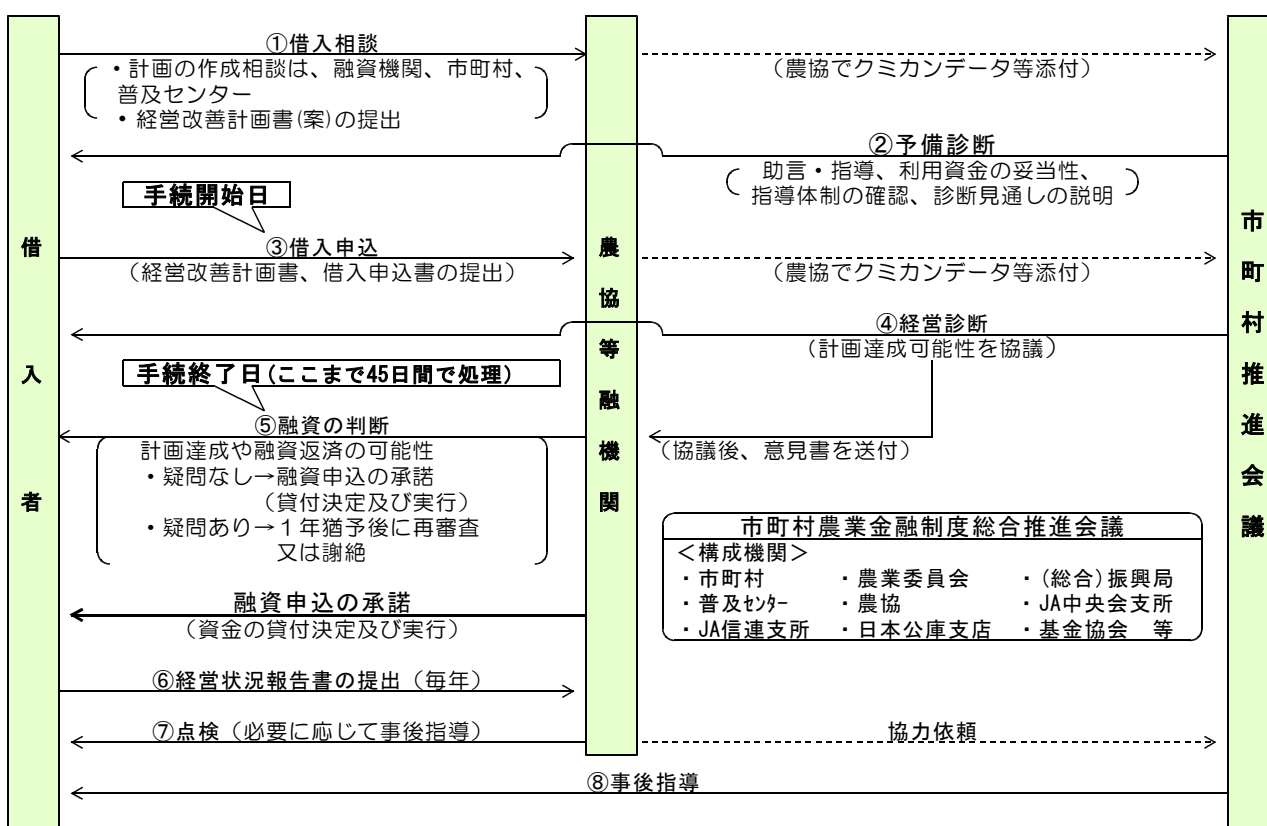 ①借入相談
・計画の作成相談は、融資機関、市町村、
普及センター
・経営改善計画書(案)の提出
（農協でクミカンデータ等添付）
②予備診断
助言・指導、利用資金の妥当性、
指導体制の確認、診断見通しの説明
手続開始日
③借入申込
（経営改善計画書、借入申込書の提出）
（農協でクミカンデータ等添付）
④経営診断
（計画達成可能性を協議）
手続終了日(ここまで45日間で処理)
⑤融資の判断
計画達成や融資返済の可能性
・疑問なし→融資申込の承諾
（貸付決定及び実行）
・疑問あり→１年猶予後に再審査
又は謝絶
（協議後、意見書を送付）
市町村農業金融制度総合推進会議
＜構成機関＞
・市町村　・農業委員会　・(総合)振興局
・普及ｾﾝﾀｰ　・農協　・JA中央会支所
・JA信連支所　・日本公庫支店　・基金協会　等
融資申込の承諾
（資金の貸付決定及び実行）
⑥経営状況報告書の提出（毎年）
⑦点検（必要に応じて事後指導）
協力依頼
⑧事後指導
借入者
農協等融機関
市町村推進会議